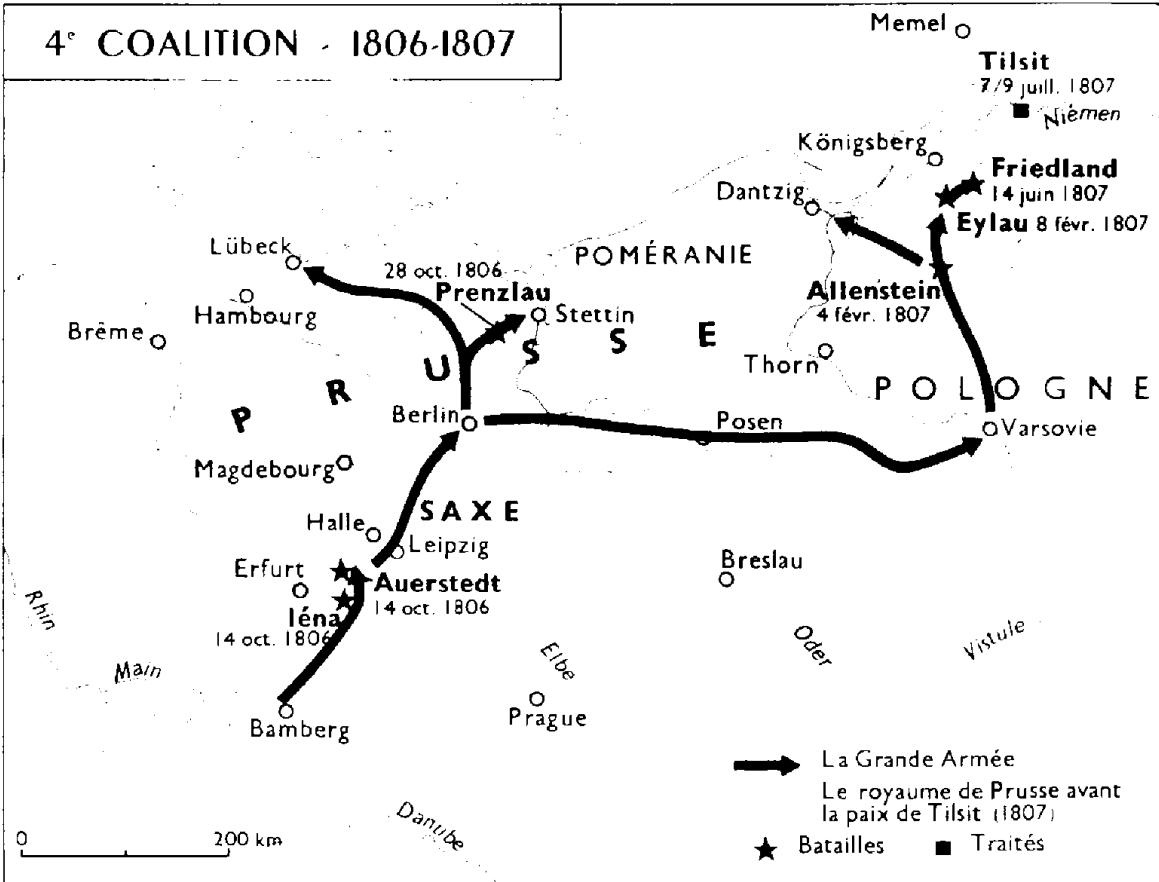 4e COALITION - 1806-1807
Memel
Tilsit
7/9 juill. 1807
Niémen
Königsberg
Friedland
14 juin 1807
Dantzig
Eylau 8 févr. 1807
Lübeck
28 oct. 1806
POMÉRANIE
Prenzlau
Allenstein
4 févr. 1807
Hambourg
Stettin
Brême
Thorn
PRUSSE
POLOGNE
Berlin
Posen
Varsovie
Magdebourg
SAXE
Halle
Leipzig
Erfurt
Auerstedt
14 oct. 1806
Breslau
Iéna
14 oct. 1806
Rhin
Main
Elbe
Oder
Vistule
Bamberg
Prague
Danube
La Grande Armée
Le royaume de Prusse avant
la paix de Tilsit (1807)
Batailles
Traités
0 200 km